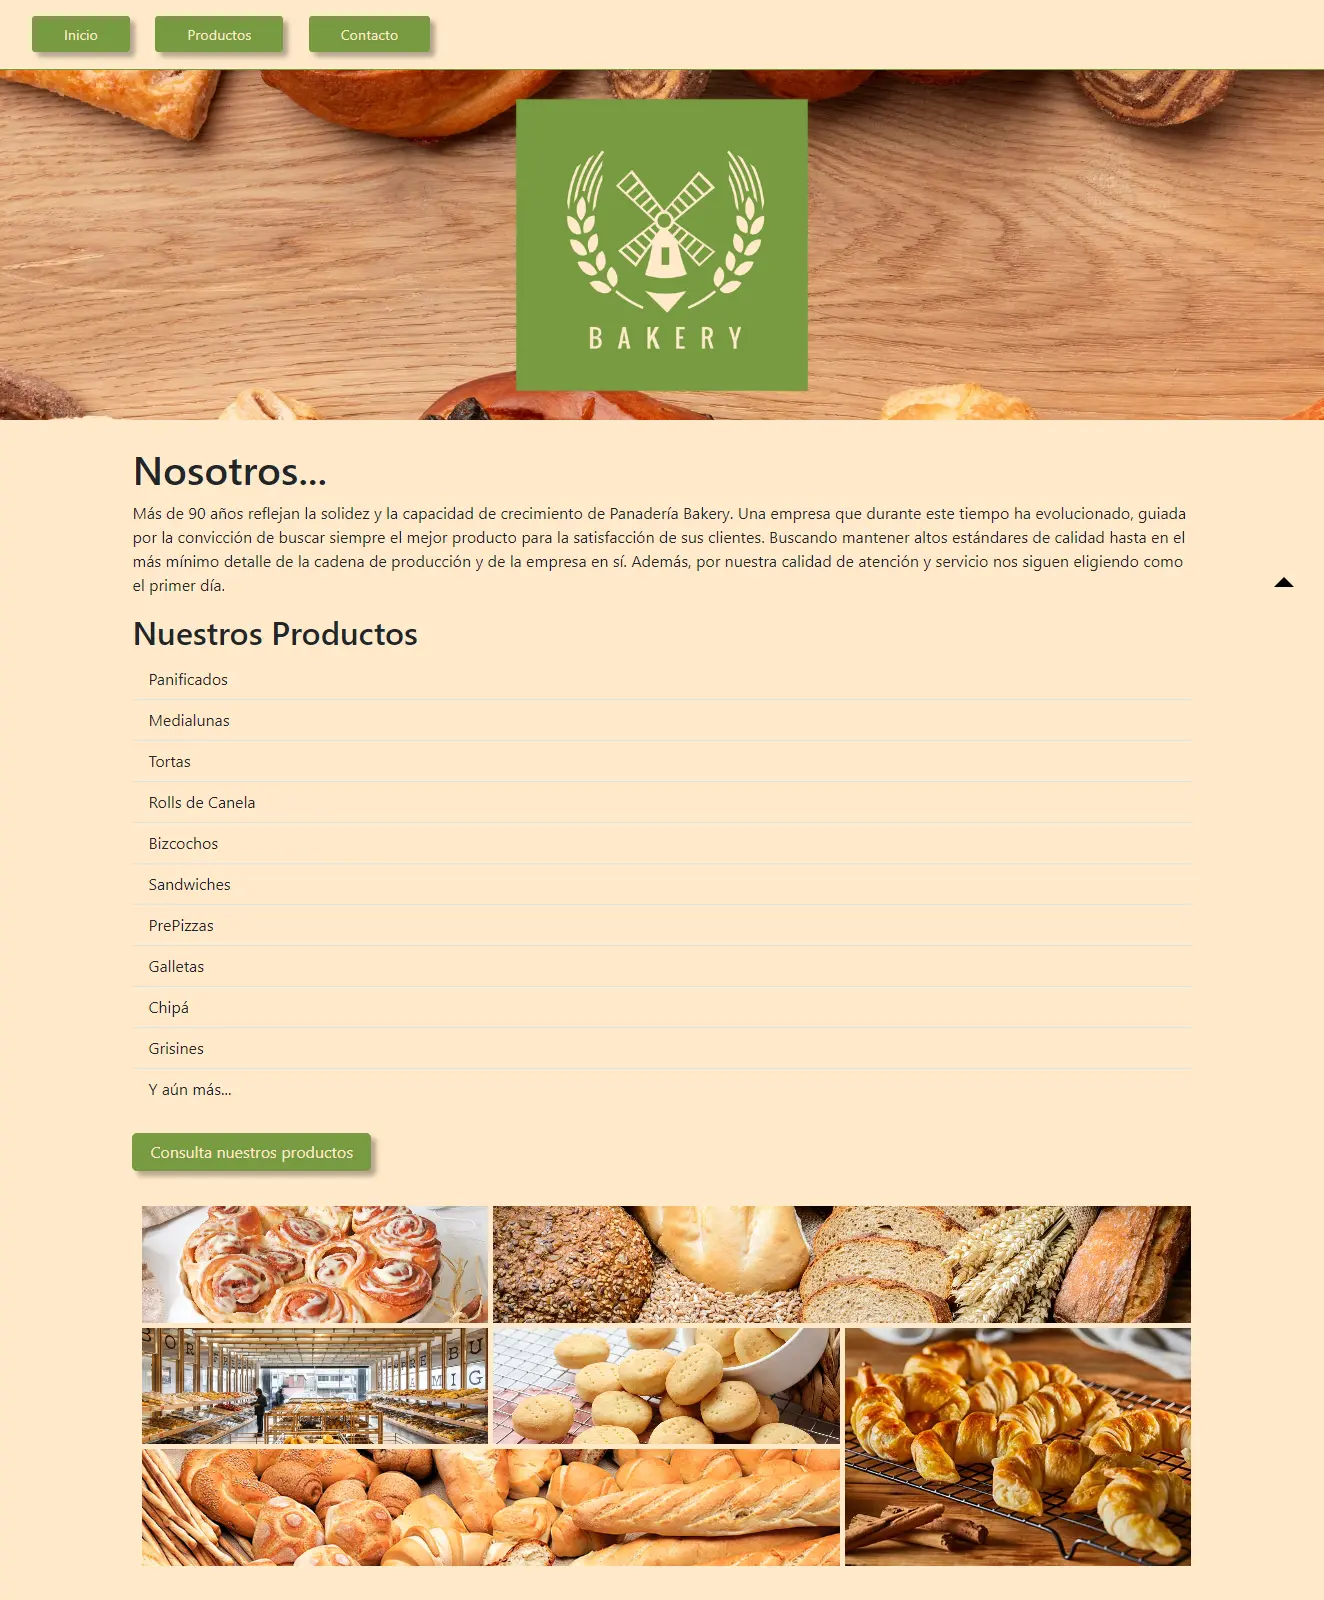 Inicio
Productos
Contacto
BAKERY
Nosotros...
Más de 90 años reflejan la solidez y la capacidad de crecimiento de Panadería Bakery. Una empresa que durante este tiempo ha evolucionado, guiada
por la convicción de buscar siempre el mejor producto para la satisfacción de sus clientes. Buscando mantener altos estándares de calidad hasta en el
más mínimo detalle de la cadena de producción y de la empresa en sí. Además, por nuestra calidad de atención y servicio nos siguen eligiendo como
el primer día.
Nuestros Productos
Panificados
Medialunas
Tortas
Rolls de Canela
Bizcochos
Sandwiches
PrePizzas
Galletas
Chipá
Grisines
Y aún más...
Consulta nuestros productos